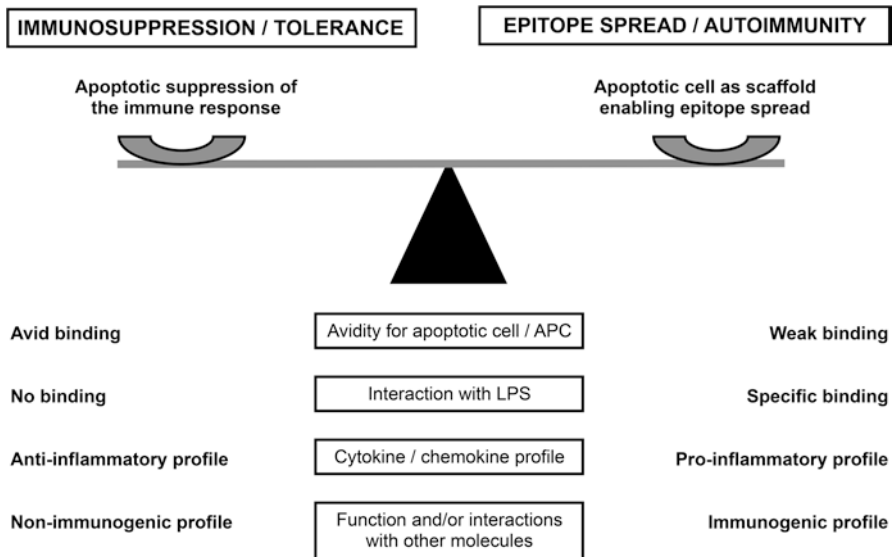 IMMUNOSUPPRESSION / TOLERANCE
EPITOPE SPREAD / AUTOIMMUNITY
Apoptotic suppression of
the immune response
Apoptotic cell as scaffold
enabling epitope spread
Avid binding
Avidity for apoptotic cell / APC
Weak binding
No binding
Interaction with LPS
Specific binding
Anti-inflammatory profile
Cytokine / chemokine profile
Pro-inflammatory profile
Non-immunogenic profile
Function and/or interactions
with other molecules
Immunogenic profile